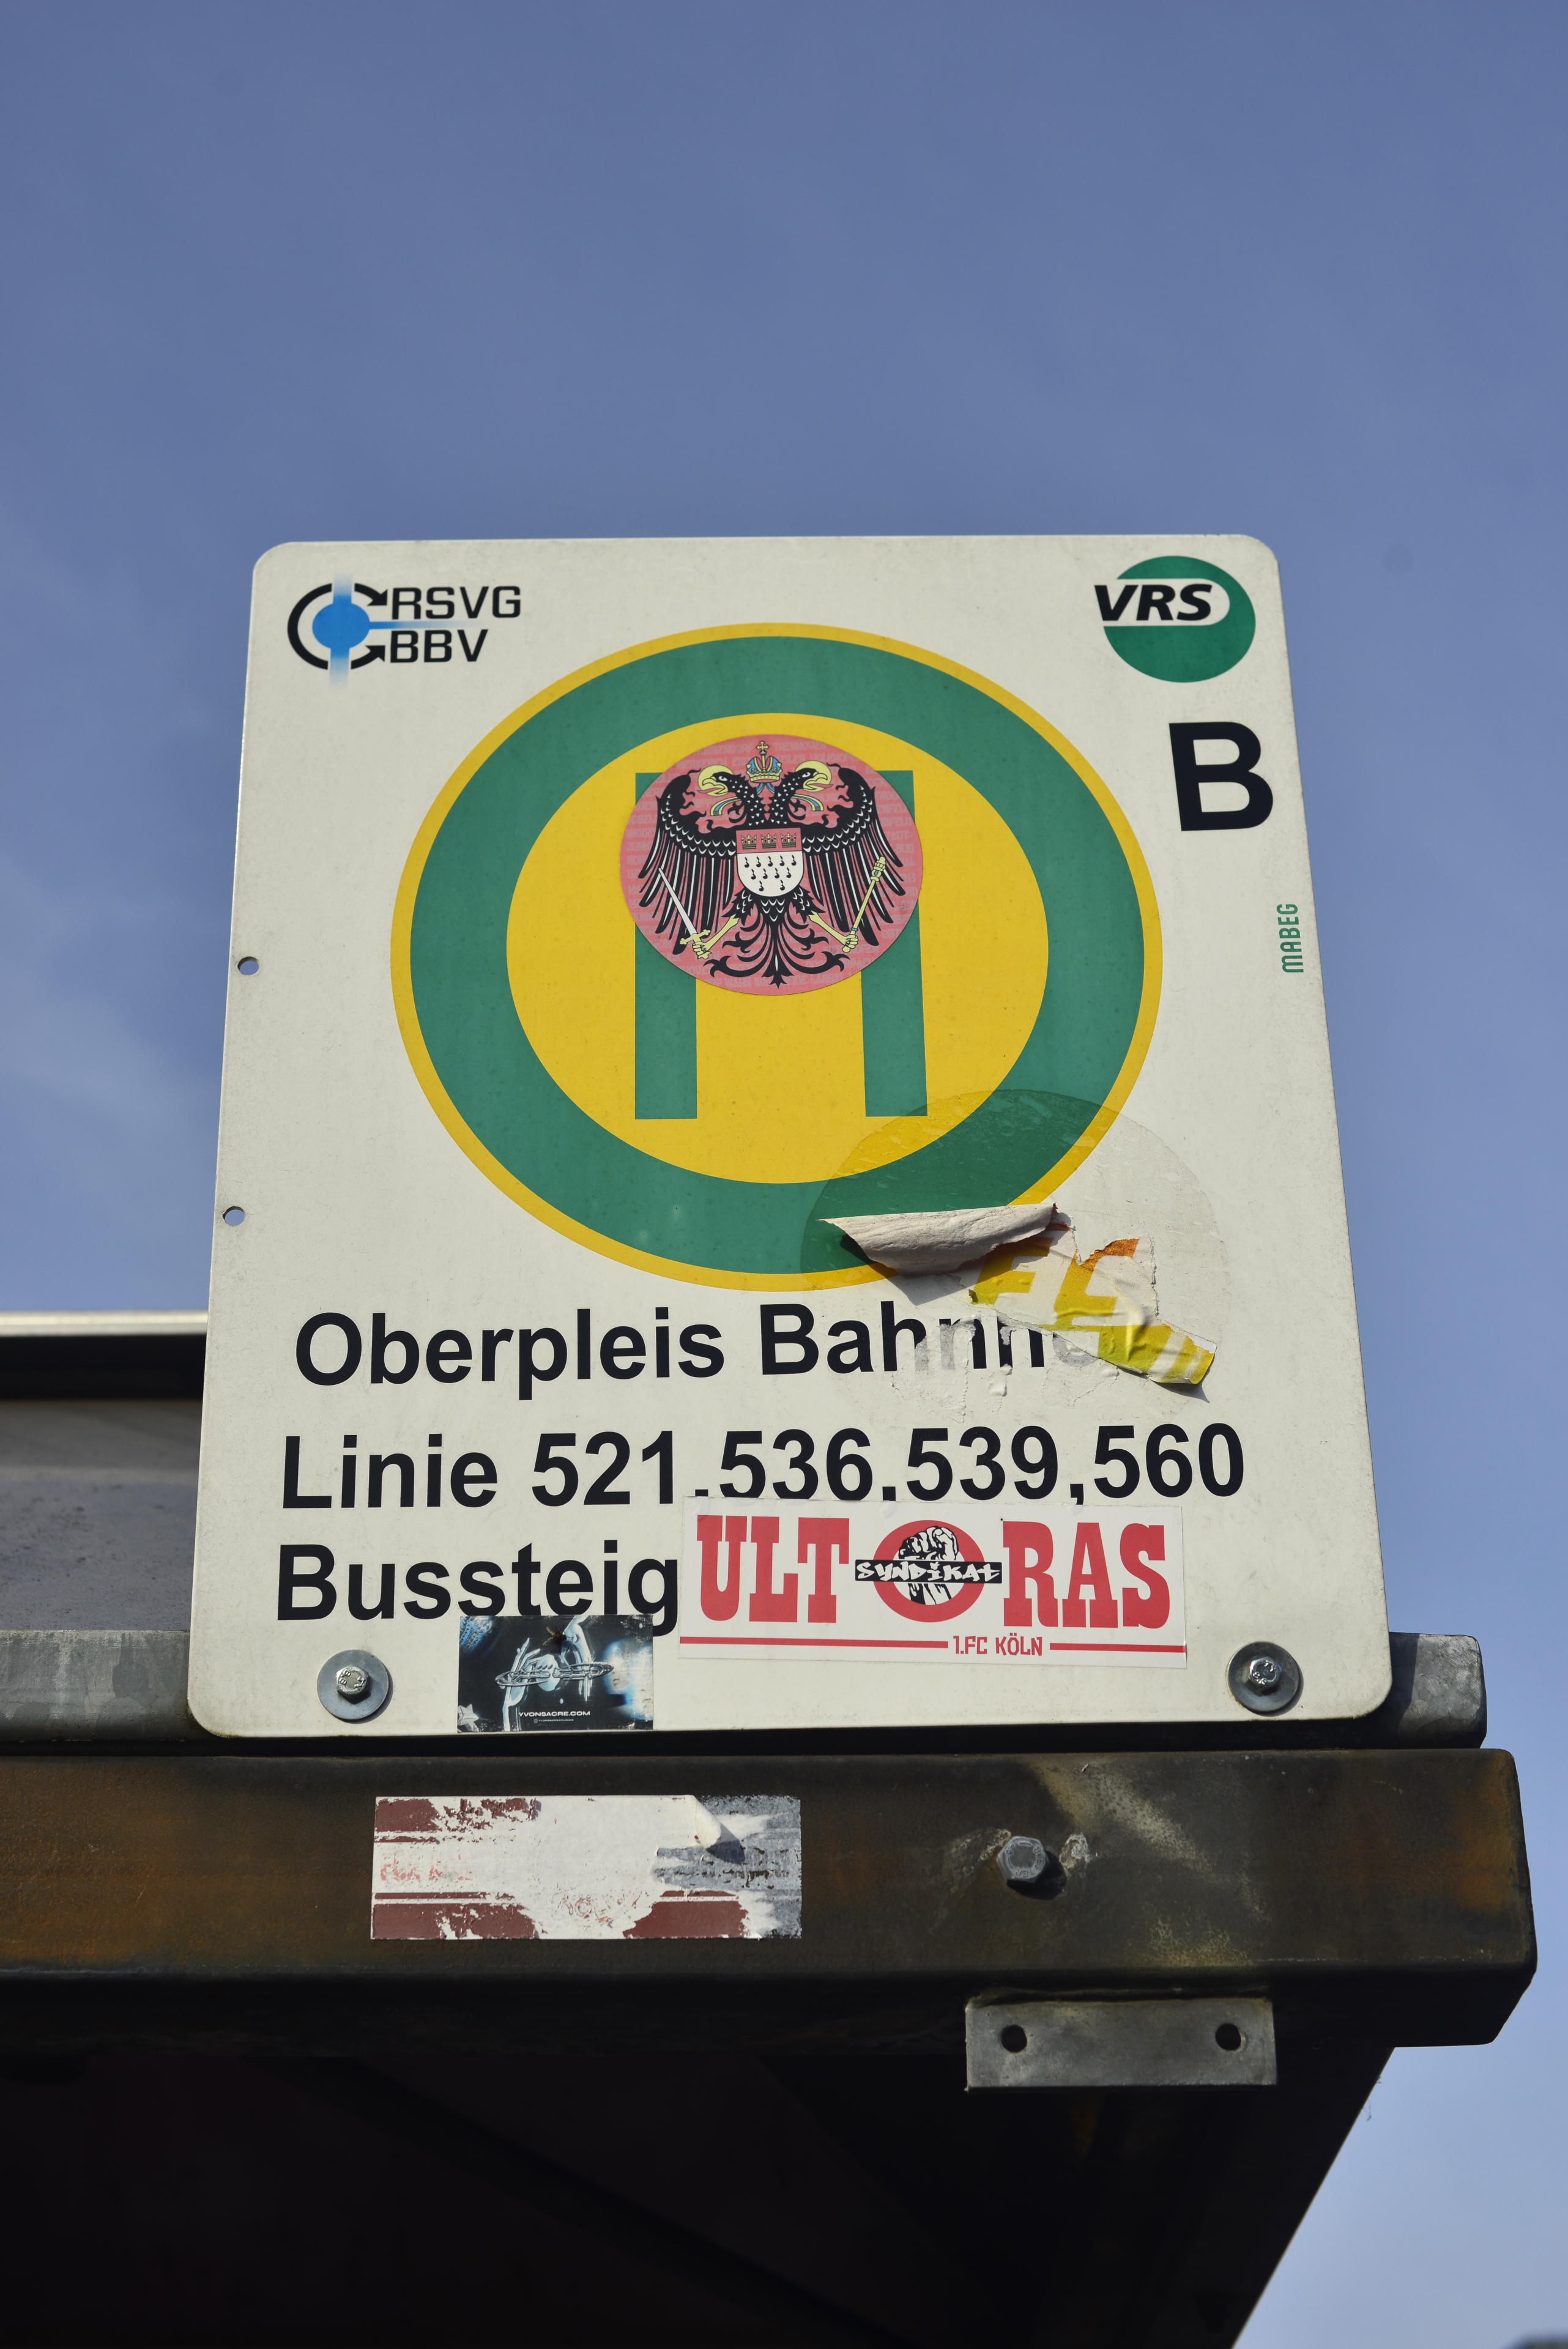 RSVG
BBV
VRS
B
MABEG
H
Oberpleis
Linie 521,536,539,560
Bussteig
ULT RAS
SYNDIKAT
1.FC KÖLN
YVONSACRE.COM